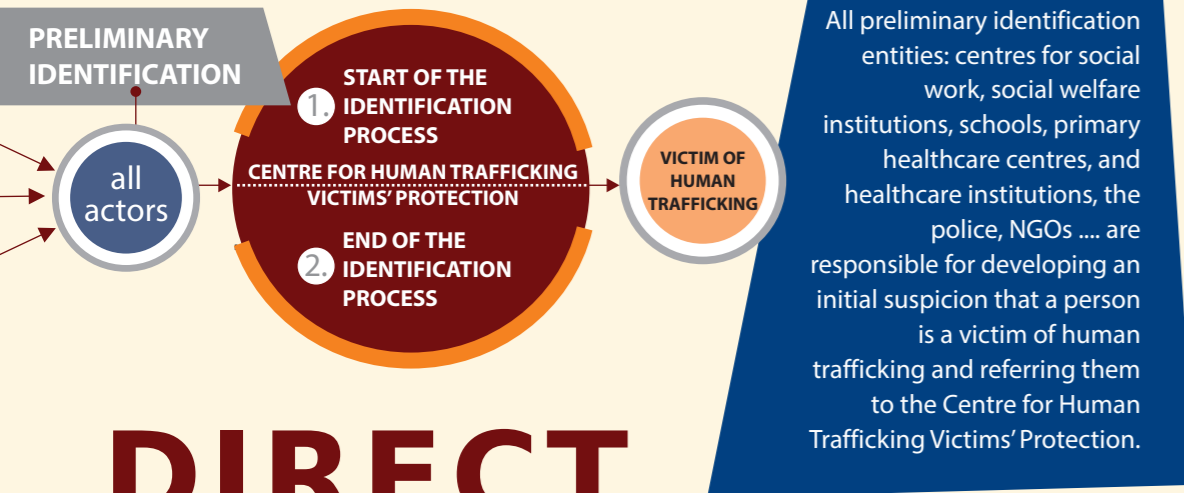 PRELIMINARY
IDENTIFICATION
all
actors
1.
START OF THE
IDENTIFICATION
PROCESS
CENTRE FOR HUMAN TRAFFICKING
VICTIMS' PROTECTION
2.
END OF THE
IDENTIFICATION
PROCESS
VICTIM OF
HUMAN
TRAFFICKING
All preliminary identification
entities: centres for social
work, social welfare
institutions, schools, primary
healthcare centres, and
healthcare institutions, the
police, NGOs .... are
responsible for developing an
initial suspicion that a person
is a victim of human
trafficking and referring them
to the Centre for Human
Trafficking Victims' Protection.
DIRECT